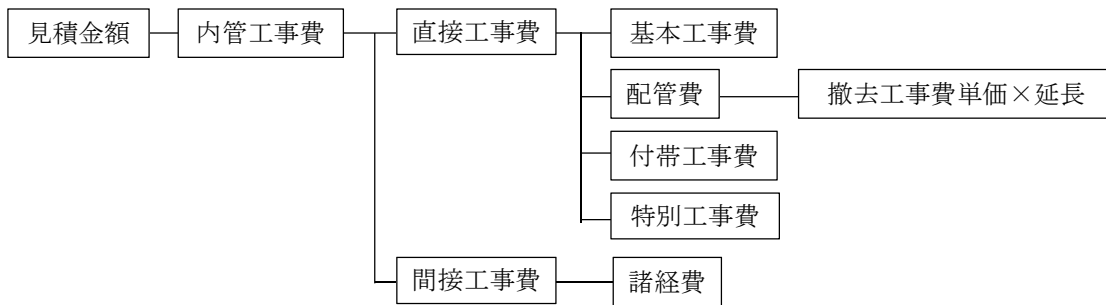 見積金額
内管工事費
直接工事費
基本工事費
配管費
撤去工事費単価×延長
付帯工事費
特別工事費
間接工事費
諸経費